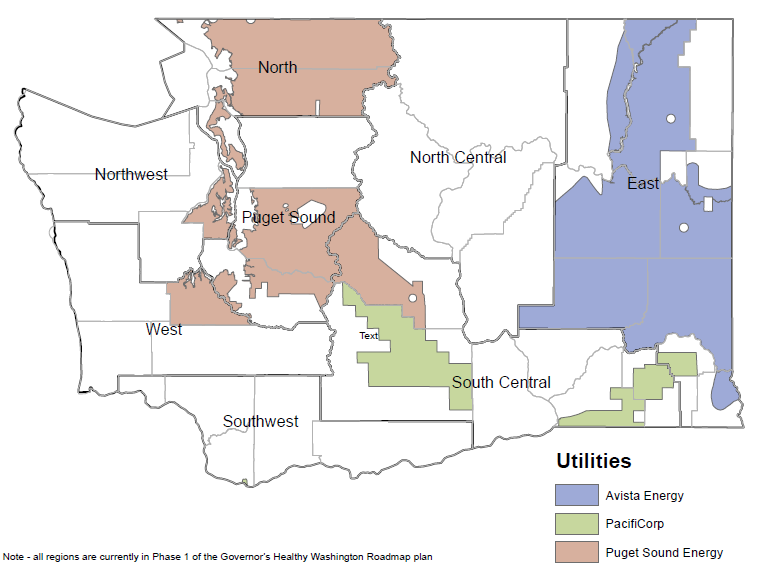 North
North Central
Northwest
East
Puget Sound
West
Text
South Central
Southwest
Utilities
Avista Energy
PacifiCorp
Puget Sound Energy
Note - all regions are currently in Phase 1 of the Governor's Healthy Washington Roadmap plan